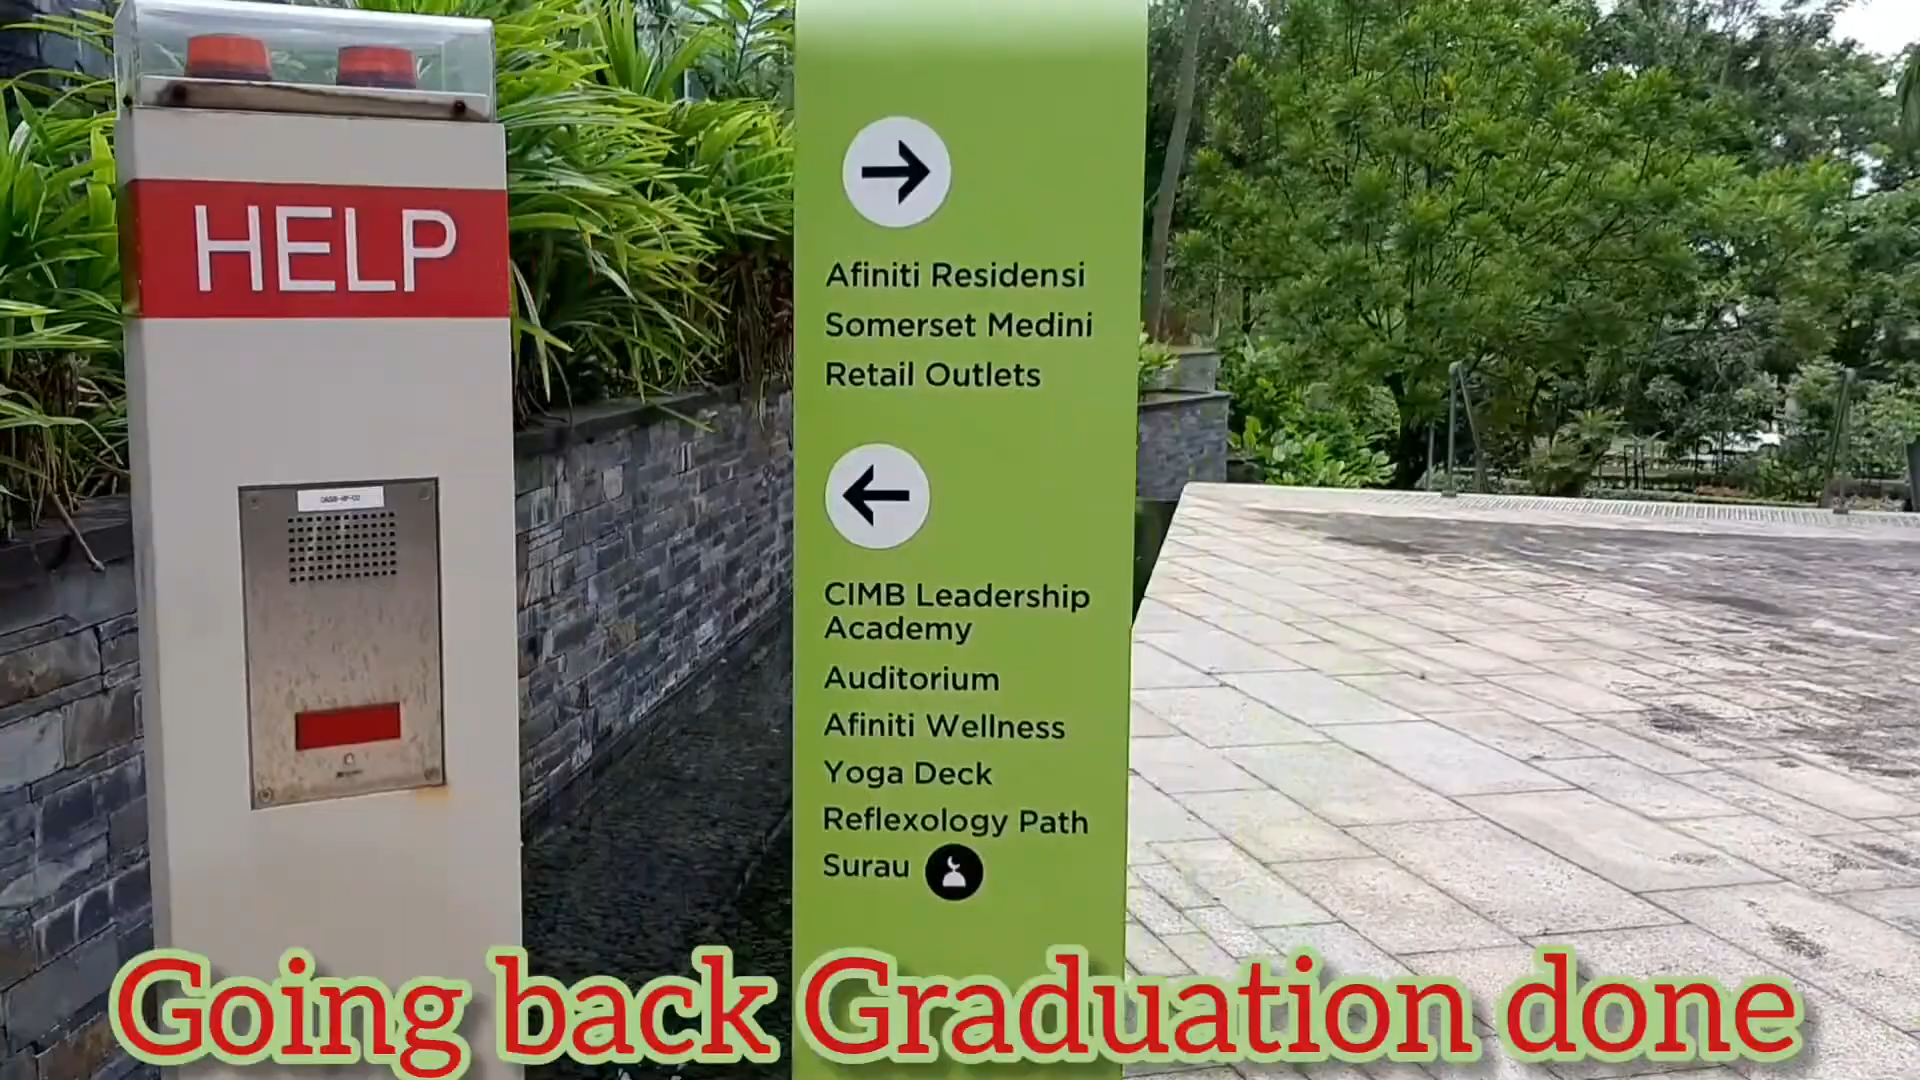 HELP
Afiniti Residensi
Somerset Medini
Retail Outlets
CIMB Leadership
Academy
Auditorium
Afiniti Wellness
Yoga Deck
Reflexology Path
Surau
Going back Graduation done